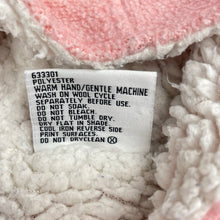 633301
POLYESTER
WARM HAND/GENTLE MACHINE
WASH ON WOOL CYCLE
SEPARATELY BEFORE USE.
DO NOT SOAK.
DO NOT BLEACH.
DO NOT TUMBLE DRY.
DRY FLAT IN SHADE.
COOL IRON REVERSE SIDE
PRINT SURFACES.
DO NOT DRYCLEAN